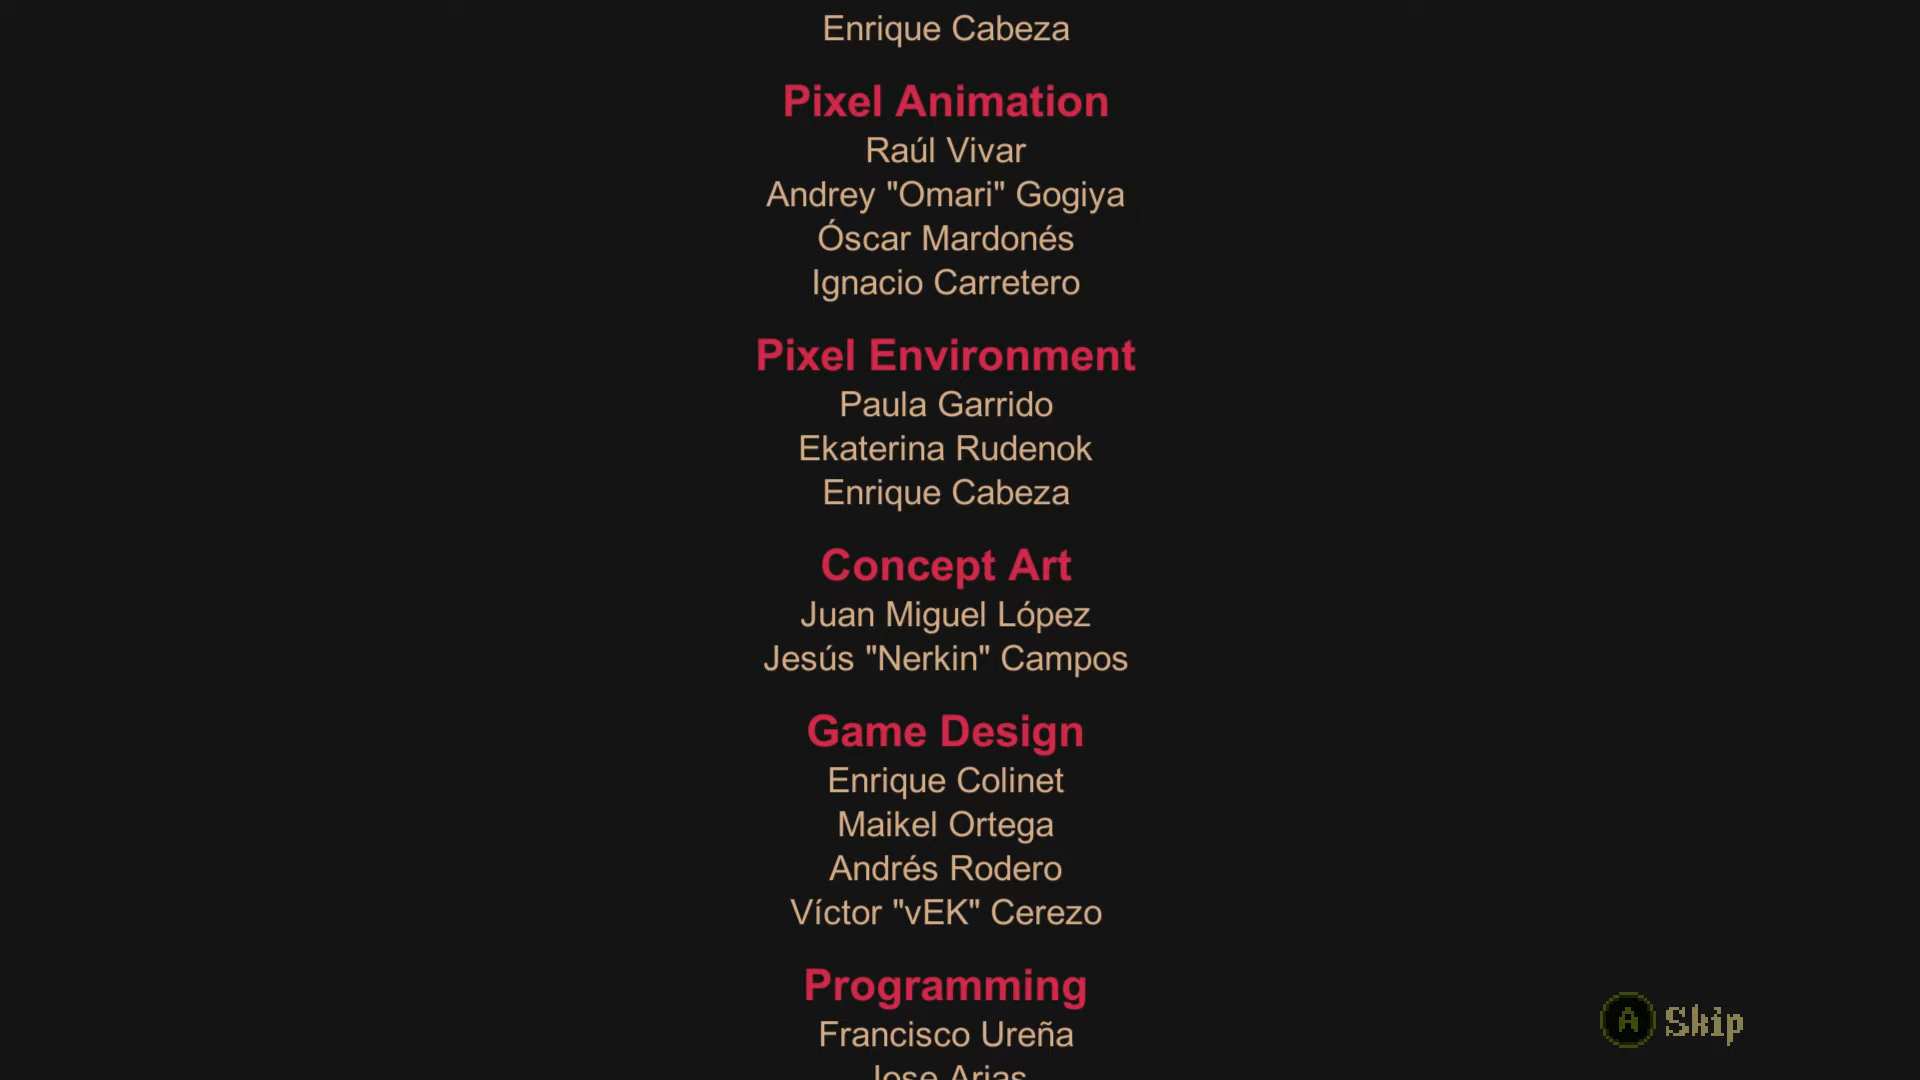 Enrique Cabeza
Pixel Animation
Raúl Vivar
Andrey "Omari" Gogiya
Óscar Mardonés
Ignacio Carretero
Pixel Environment
Paula Garrido
Ekaterina Rudenok
Enrique Cabeza
Concept Art
Juan Miguel López
Jesús "Nerkin" Campos
Game Design
Enrique Colinet
Maikel Ortega
Andrés Rodero
Víctor "vEK" Cerezo
Programming
Francisco Ureña
Jose Arias
A Skip